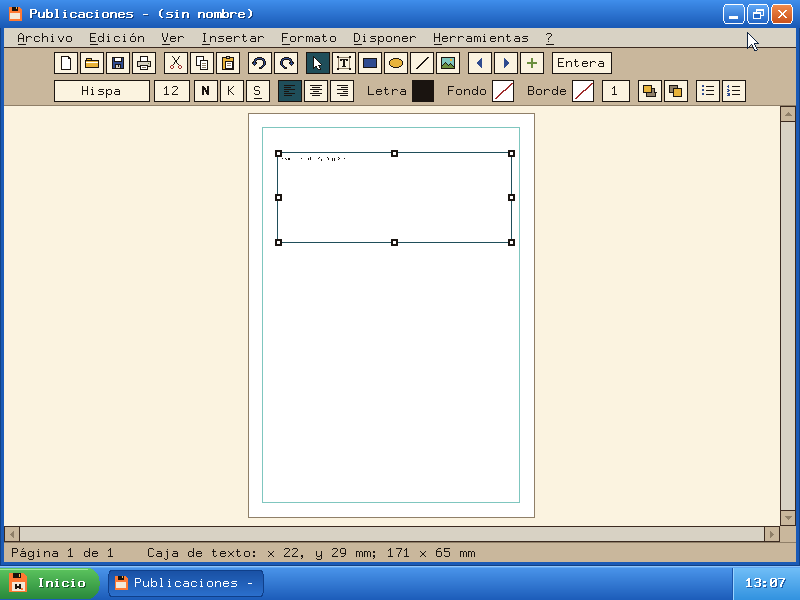 Publicaciones - (sin nombre)
Archivo Edición Ver Insertar Formato Disponer Herramientas ?
Entera
Hispa 12 N K S Letra Fondo Borde 1
Página 1 de 1 Caja de texto: x 22, y 29 mm; 171 x 65 mm
Inicio Publicaciones - 13:07